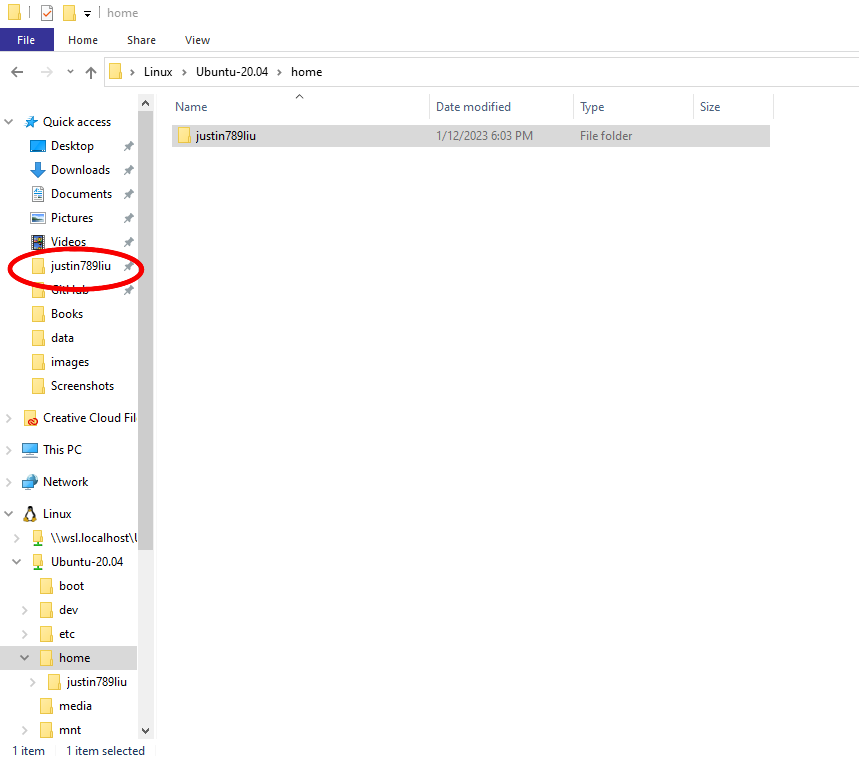 home
File Home Share View
Linux Ubuntu-20.04 home
Name Date modified Type Size
justin789liu 1/12/2023 6:03 PM File folder
Quick access
Desktop
Downloads
Documents
Pictures
Videos
justin789liu
GitHub
Books
data
images
Screenshots
Creative Cloud Fil
This PC
Network
Linux
\\wsl.localhost\U
Ubuntu-20.04
boot
dev
etc
home
justin789liu
media
mnt
1 item 1 item selected